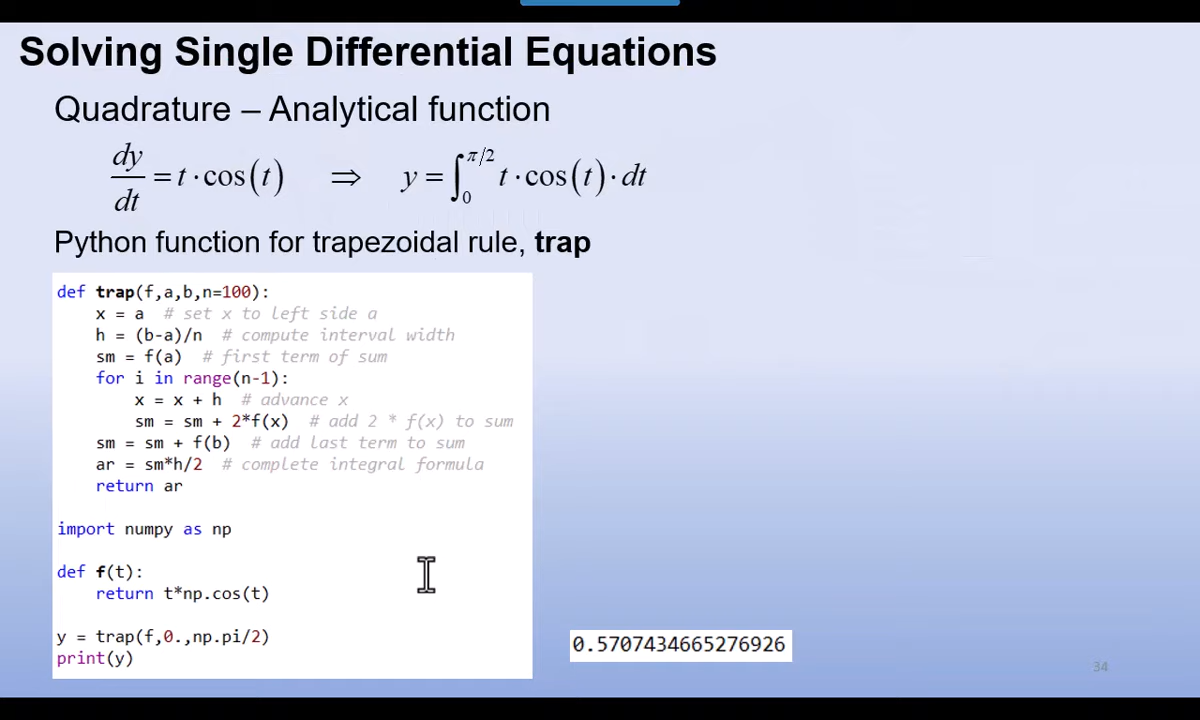 Solving Single Differential Equations
Quadrature – Analytical function
dy/dt = t · cos(t) ⇒ y = ∫₀^π/2 t · cos(t) · dt
Python function for trapezoidal rule, trap
def trap(f,a,b,n=100):
    x = a  # set x to left side a
    h = (b-a)/n  # compute interval width
    sm = f(a)  # first term of sum
    for i in range(n-1):
        x = x + h  # advance x
        sm = sm + 2*f(x)  # add 2 * f(x) to sum
    sm = sm + f(b)  # add last term to sum
    ar = sm*h/2  # complete integral formula
    return ar
import numpy as np
def f(t):
    return t*np.cos(t)
y = trap(f,0.,np.pi/2)
print(y)
0.5707434665276926
34